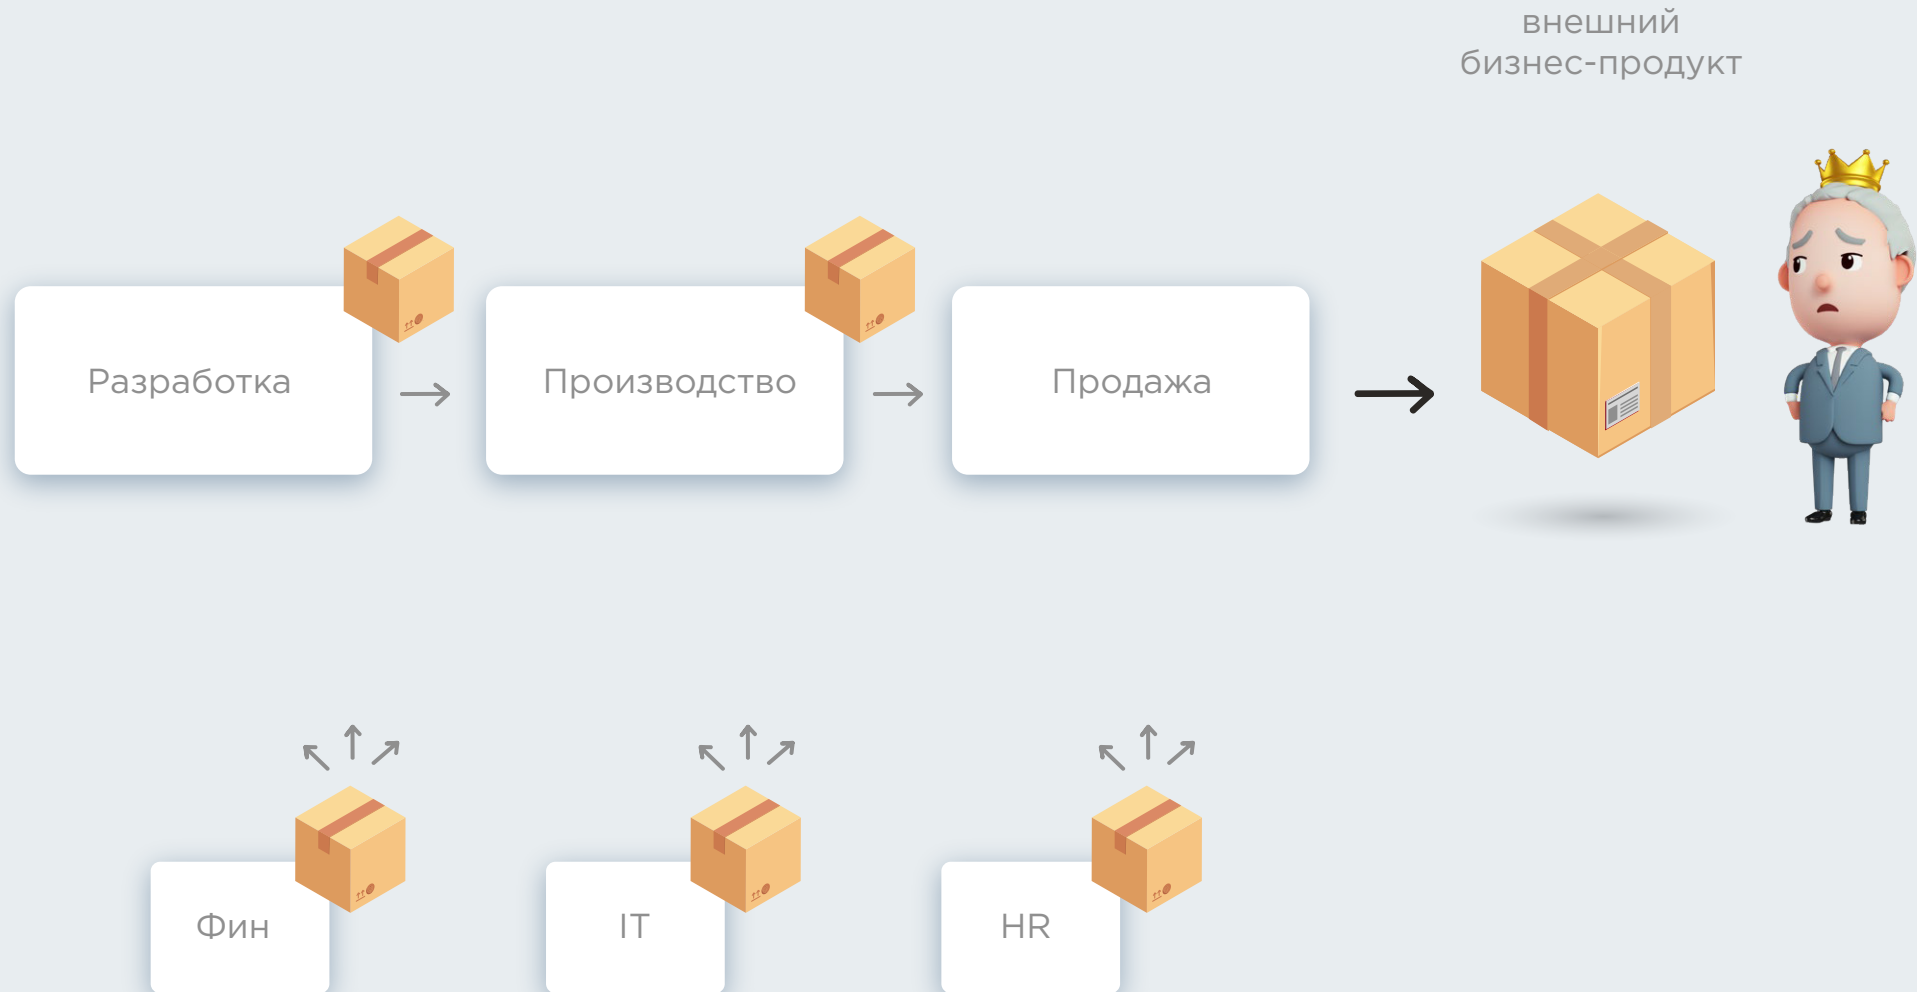 внешний
бизнес-продукт
Разработка
Производство
Продажа
Фин
IT
HR